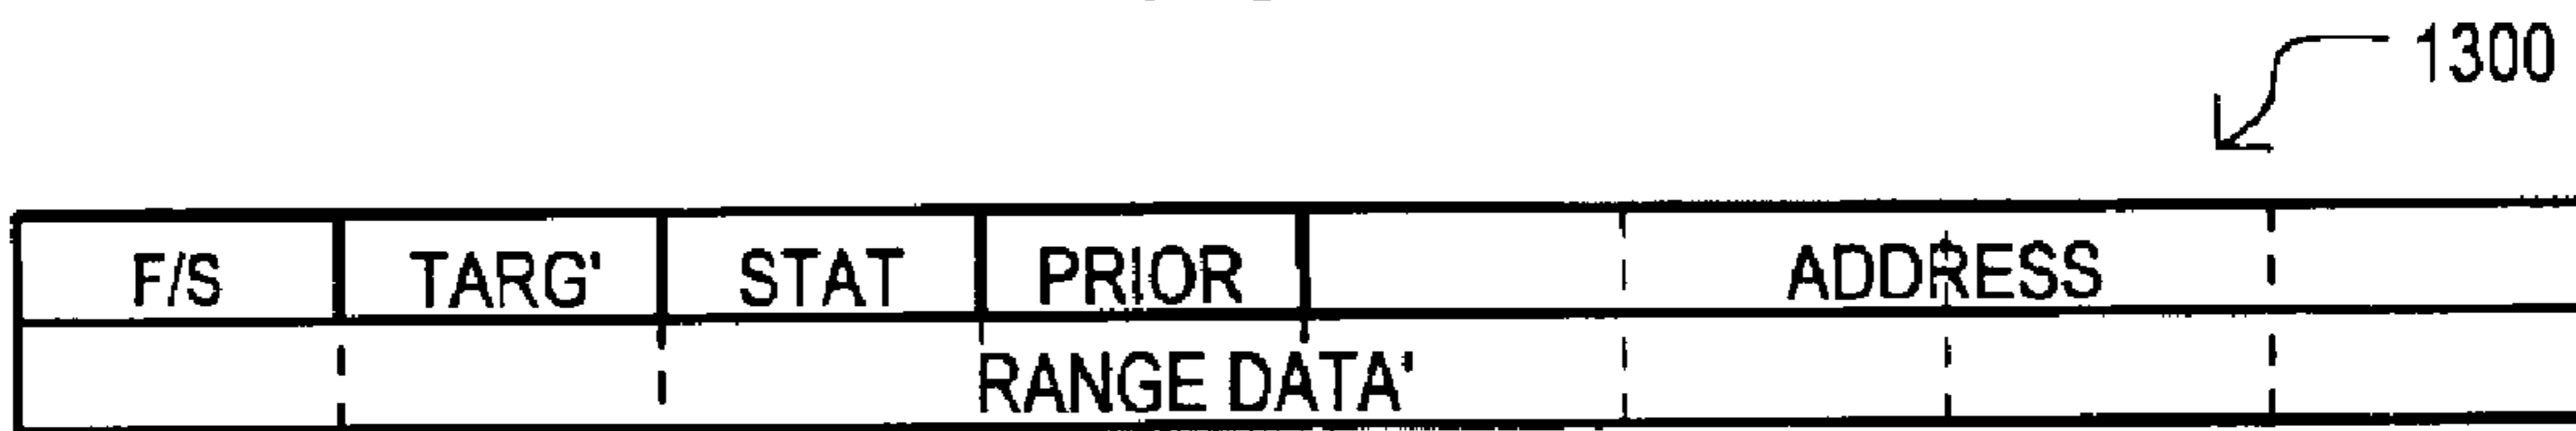 1300
F/S TARG' STAT PRIOR ADDRESS
RANGE DATA'